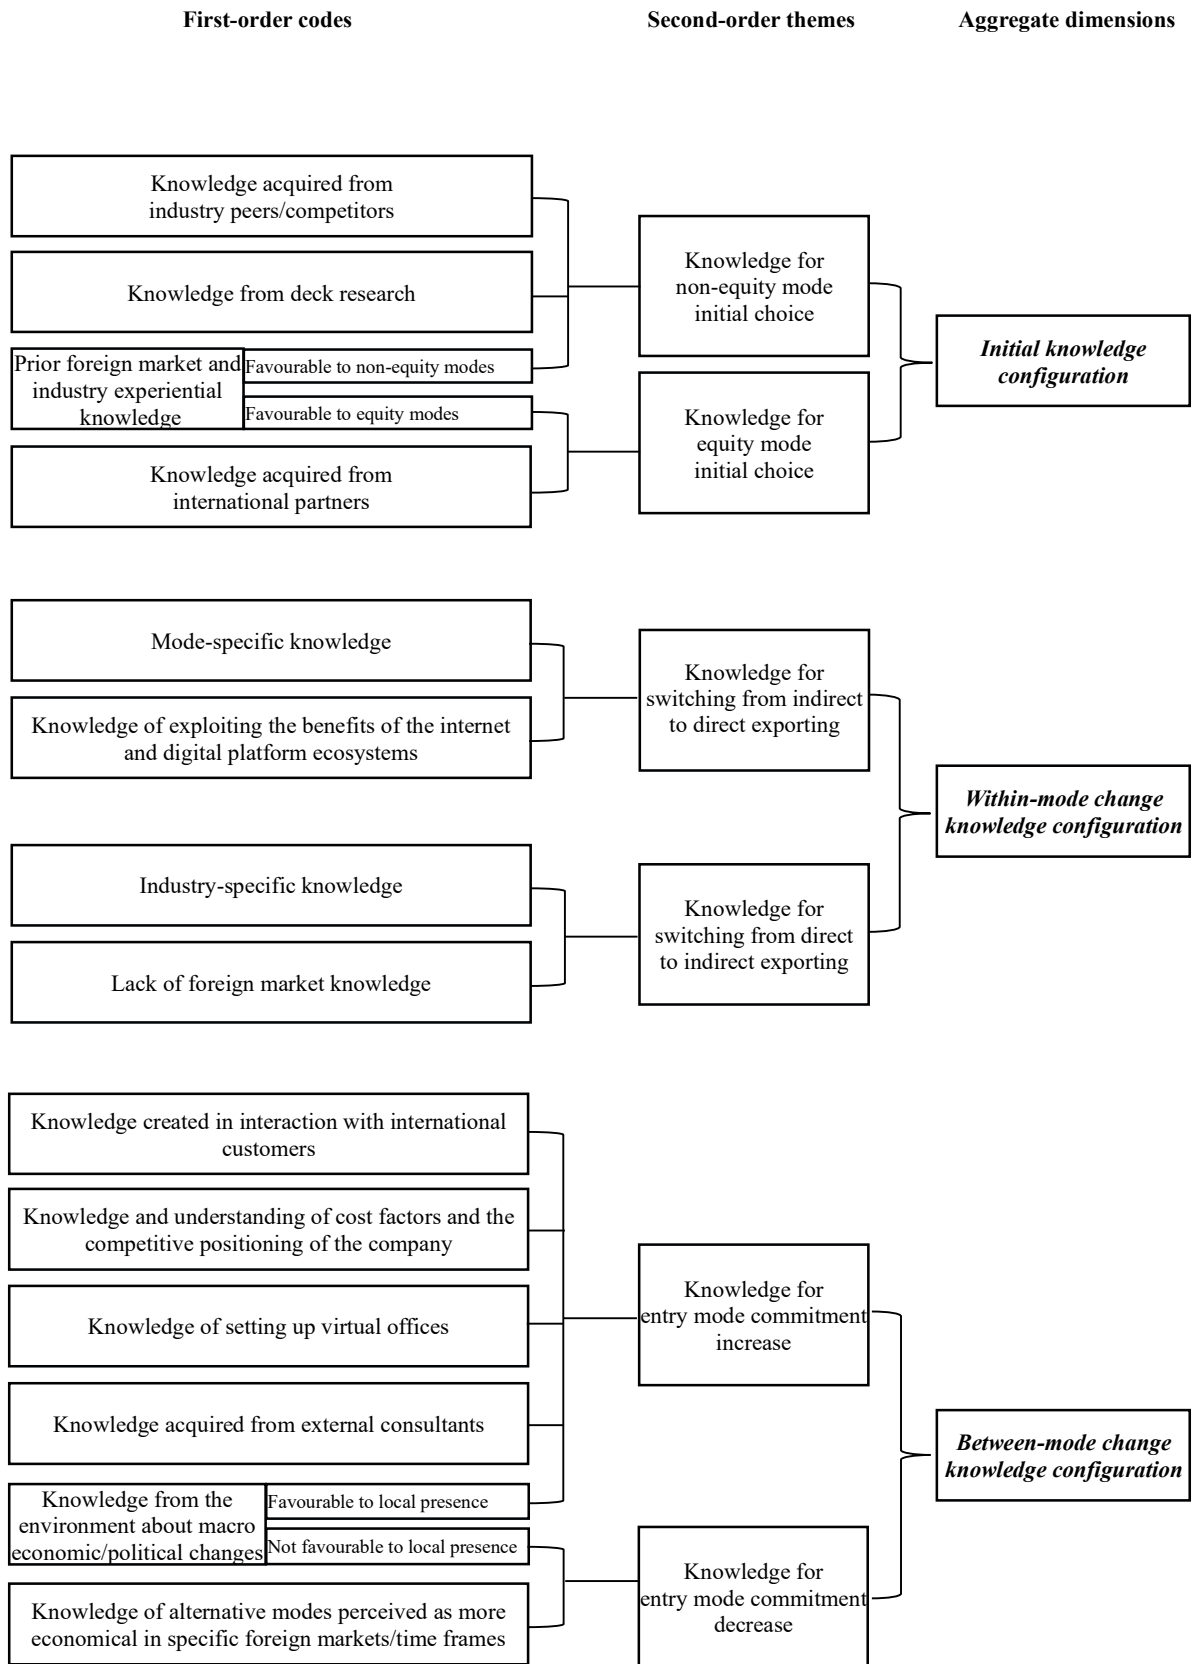 First-order codes
Second-order themes
Aggregate dimensions
Knowledge acquired from
industry peers/competitors
Knowledge from deck research
Prior foreign market and
industry experiential
knowledge
Favourable to non-equity modes
Favourable to equity modes
Knowledge acquired from
international partners
Knowledge for
non-equity mode
initial choice
Knowledge for
equity mode
initial choice
Initial knowledge
configuration
Mode-specific knowledge
Knowledge of exploiting the benefits of the internet
and digital platform ecosystems
Industry-specific knowledge
Lack of foreign market knowledge
Knowledge for
switching from indirect
to direct exporting
Knowledge for
switching from direct
to indirect exporting
Within-mode change
knowledge configuration
Knowledge created in interaction with international
customers
Knowledge and understanding of cost factors and the
competitive positioning of the company
Knowledge of setting up virtual offices
Knowledge acquired from external consultants
Knowledge from the
environment about macro
economic/political changes
Favourable to local presence
Not favourable to local presence
Knowledge of alternative modes perceived as more
economical in specific foreign markets/time frames
Knowledge for
entry mode commitment
increase
Knowledge for
entry mode commitment
decrease
Between-mode change
knowledge configuration